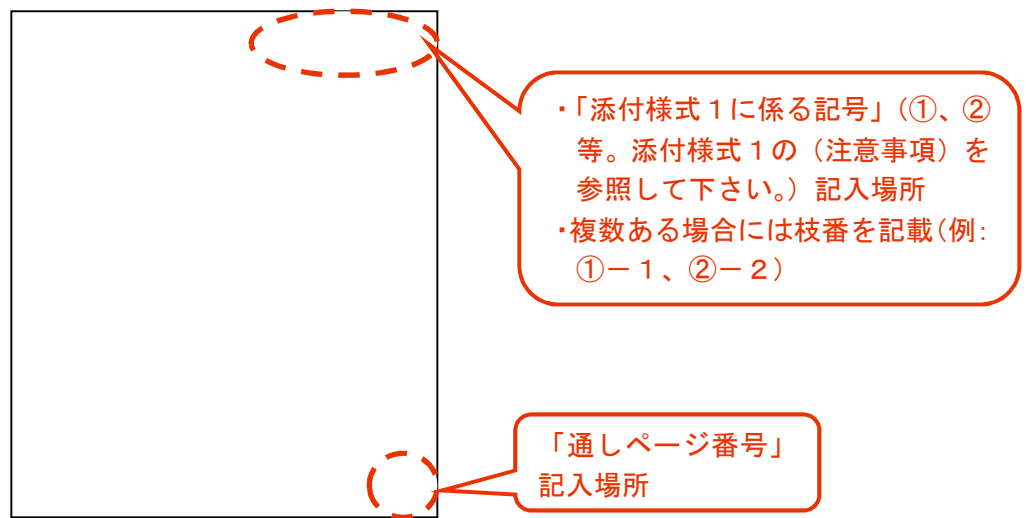 ・「添付様式１に係る記号」（①、②
等。添付様式１の（注意事項）を
参照して下さい。）記入場所
・複数ある場合には枝番を記載（例：
①－１、②－２）
「通しページ番号」
記入場所